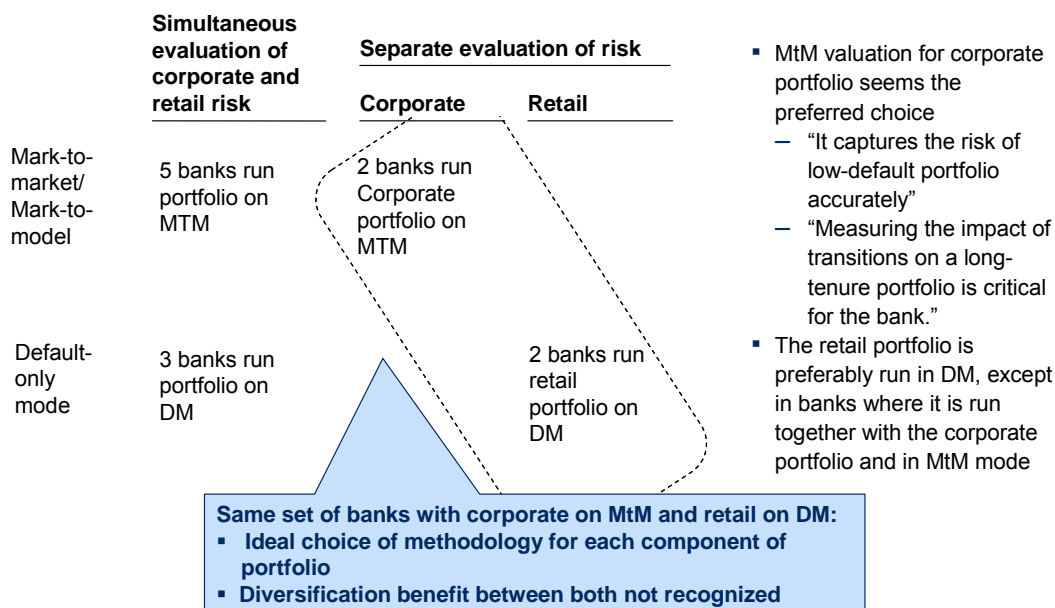 Simultaneous
evaluation of
corporate and
retail risk
Separate evaluation of risk
Corporate
Retail
Mark-to-
market/
Mark-to-
model
5 banks run
portfolio on
MTM
2 banks run
Corporate
portfolio on
MTM
Default-
only
mode
3 banks run
portfolio on
DM
2 banks run
retail
portfolio on
DM
▪ MtM valuation for corporate
portfolio seems the
preferred choice
– “It captures the risk of
low-default portfolio
accurately”
– “Measuring the impact of
transitions on a long-
tenure portfolio is critical
for the bank.”
▪ The retail portfolio is
preferably run in DM, except
in banks where it is run
together with the corporate
portfolio and in MtM mode
Same set of banks with corporate on MtM and retail on DM:
▪ Ideal choice of methodology for each component of
portfolio
▪ Diversification benefit between both not recognized